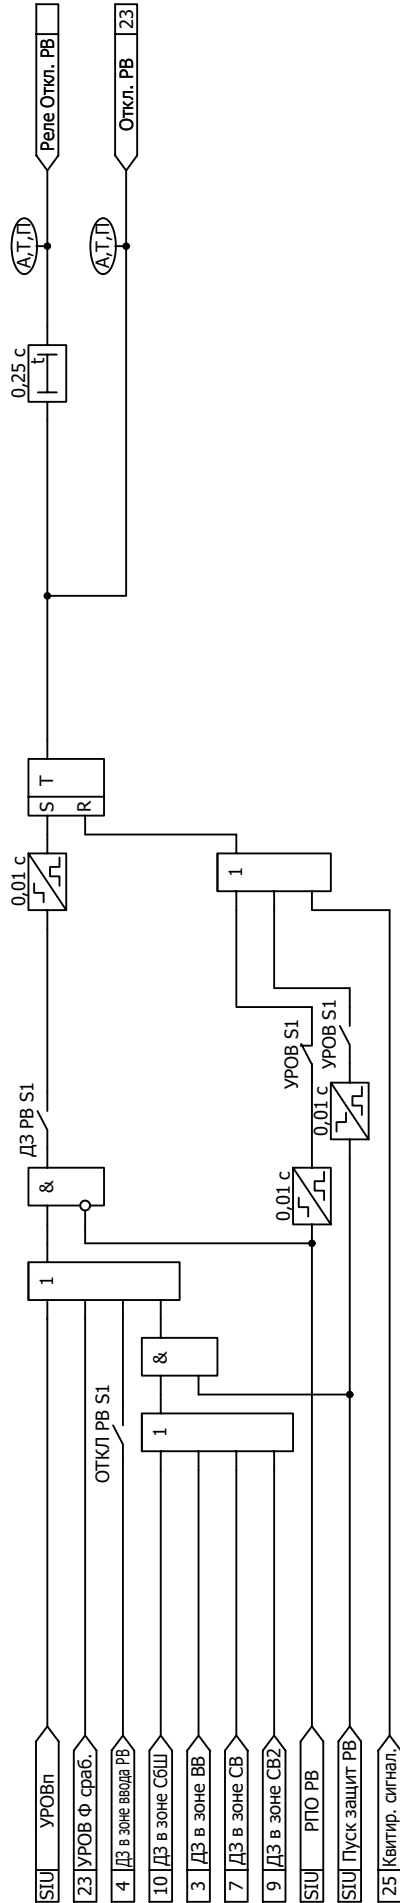 SIU УРОВп
23 УРОВ Ф сраб.
4 ДЗ в зоне ввода РВ
10 ДЗ в зоне СбШ
3 ДЗ в зоне ВВ
7 ДЗ в зоне СВ
9 ДЗ в зоне СВ2
SIU РПО РВ
SIU Пуск защит РВ
25 Квитир. сигнал.
ОТКЛ РВ S1
1
&
1
&
ДЗ РВ S1
0,01 с
0,01 с
0,01 с
УРОВ S1
УРОВ S1
1
S T
R
0,25 с
t
А,Т,П
А,Т,П
Реле Откл. РВ
Откл. РВ 23